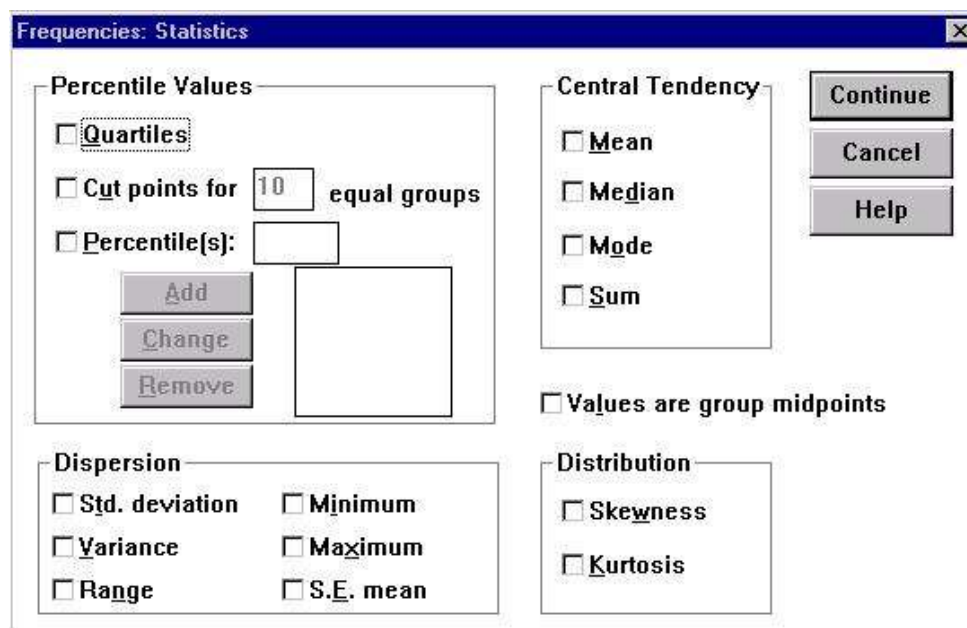 Frequencies: Statistics
Percentile Values
Quartiles
Cut points for 10 equal groups
Percentile(s):
Add
Change
Remove
Central Tendency
Mean
Median
Mode
Sum
Continue
Cancel
Help
Values are group midpoints
Dispersion
Std. deviation
Minimum
Variance
Maximum
Range
S.E. mean
Distribution
Skewness
Kurtosis